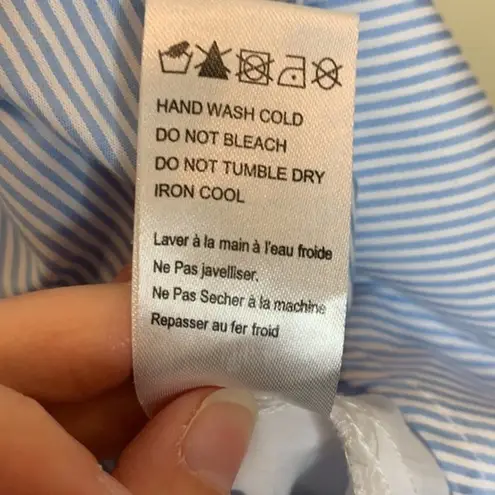 HAND WASH COLD
DO NOT BLEACH
DO NOT TUMBLE DRY
IRON COOL
Laver à la main à l'eau froide
Ne Pas javelliser.
Ne Pas Secher à la machine
Repasser au fer froid